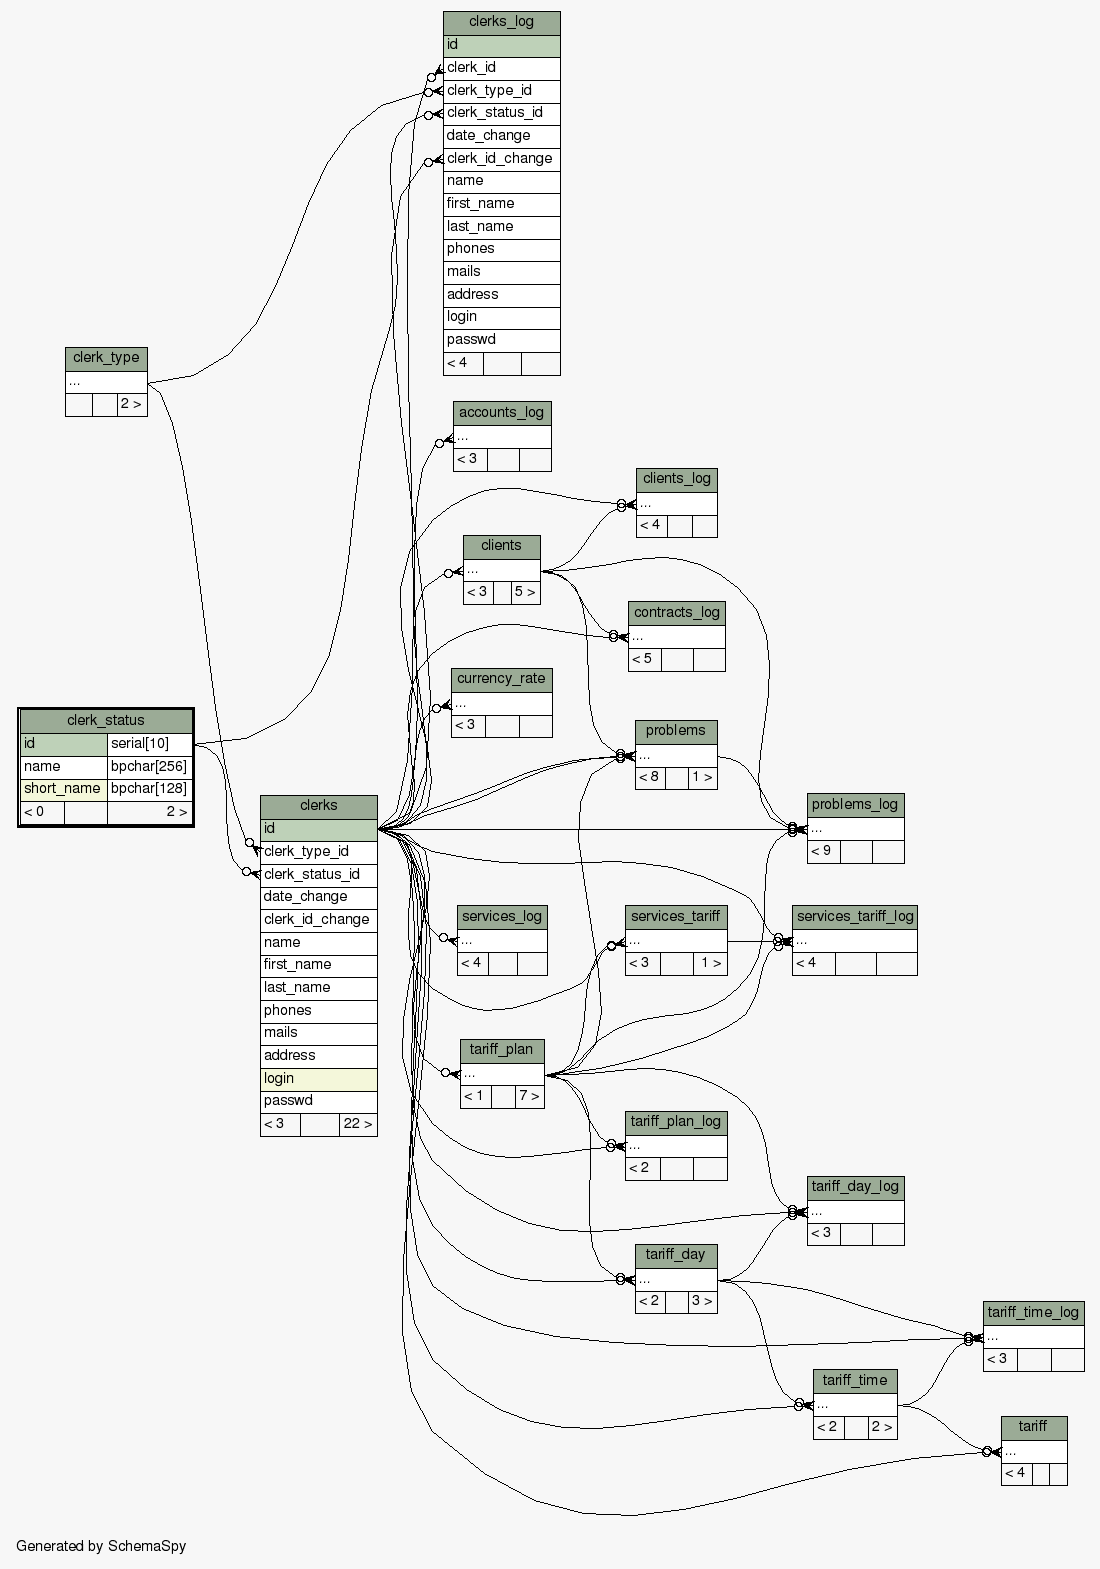 clerks_log
id
clerk_id
clerk_type_id
clerk_status_id
date_change
clerk_id_change
name
first_name
last_name
phones
mails
address
login
passwd
< 4
clerk_type
...
2 >
accounts_log
...
< 3
clients_log
...
< 4
clients
...
< 3 5 >
contracts_log
...
< 5
currency_rate
...
< 3
clerk_status
id serial[10]
name bpchar[256]
short_name bpchar[128]
< 0 2 >
problems
...
< 8 1 >
clerks
id
clerk_type_id
clerk_status_id
date_change
clerk_id_change
name
first_name
last_name
phones
mails
address
login
passwd
< 3 22 >
problems_log
...
< 9
services_log
...
< 4
services_tariff
...
< 3 1 >
services_tariff_log
...
< 4
tariff_plan
...
< 1 7 >
tariff_plan_log
...
< 2
tariff_day_log
...
< 3
tariff_day
...
< 2 3 >
tariff_time_log
...
< 3
tariff_time
...
< 2 2 >
tariff
...
< 4
Generated by SchemaSpy